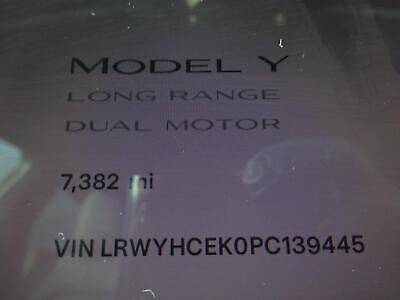 MODEL Y
LONG RANGE
DUAL MOTOR
7,382 mi
VIN LRWYHCEK0PC139445